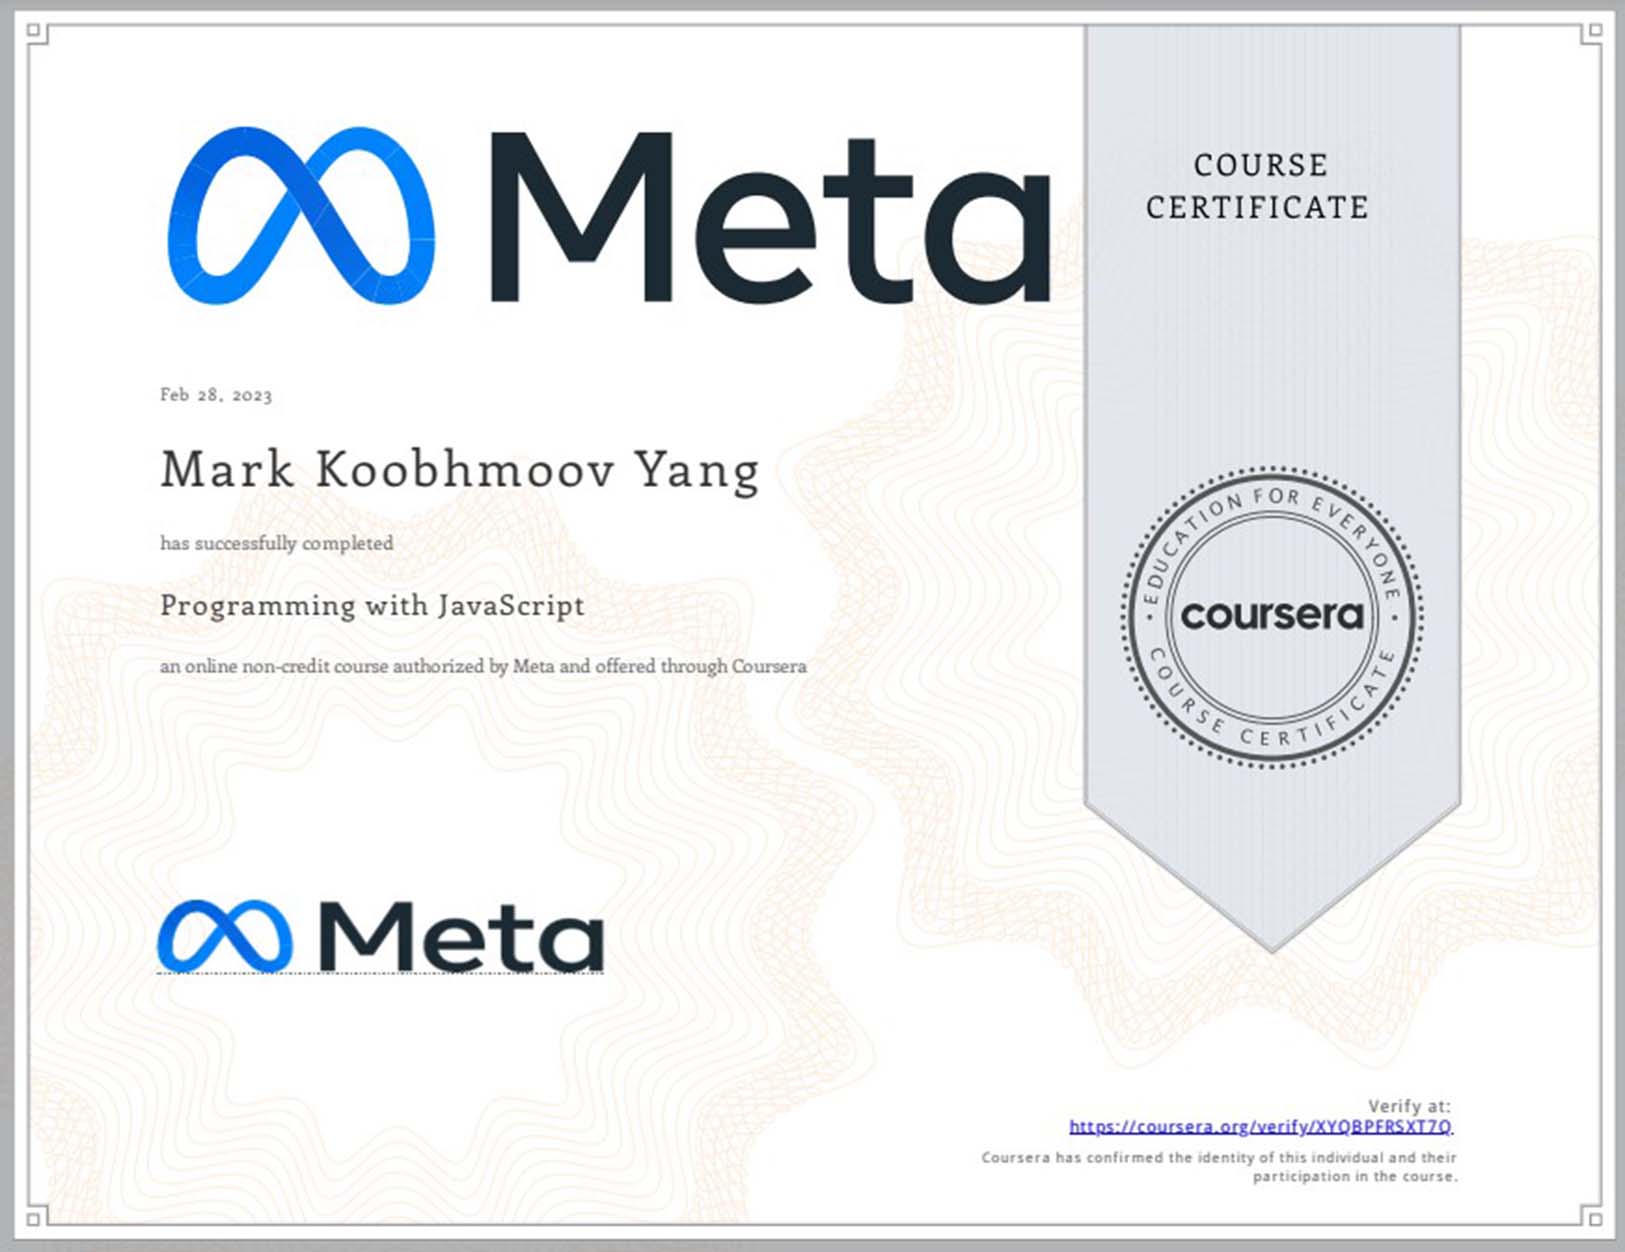 Meta
COURSE
CERTIFICATE
Feb 28, 2023
Mark Koobhmoov Yang
has successfully completed
Programming with JavaScript
an online non-credit course authorized by Meta and offered through Coursera
EDUCATION FOR EVERYONE
coursera
COURSE CERTIFICATE
Meta
Verify at:
https://coursera.org/verify/XYQBPFRSXT7Q
Coursera has confirmed the identity of this individual and their
participation in the course.